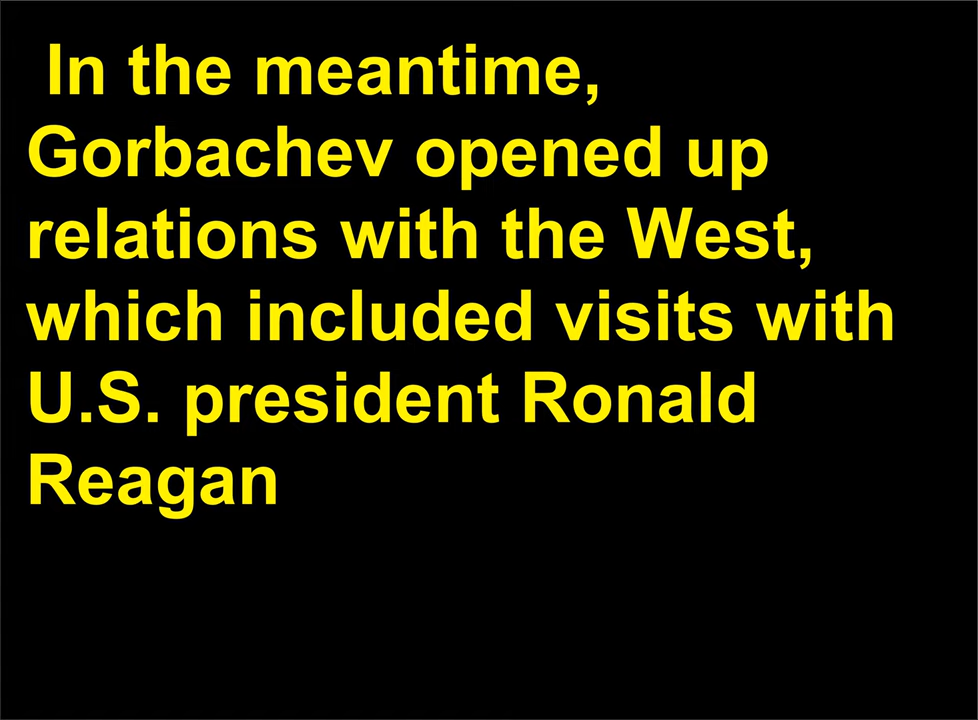 In the meantime,
Gorbachev opened up
relations with the West,
which included visits with
U.S. president Ronald
Reagan